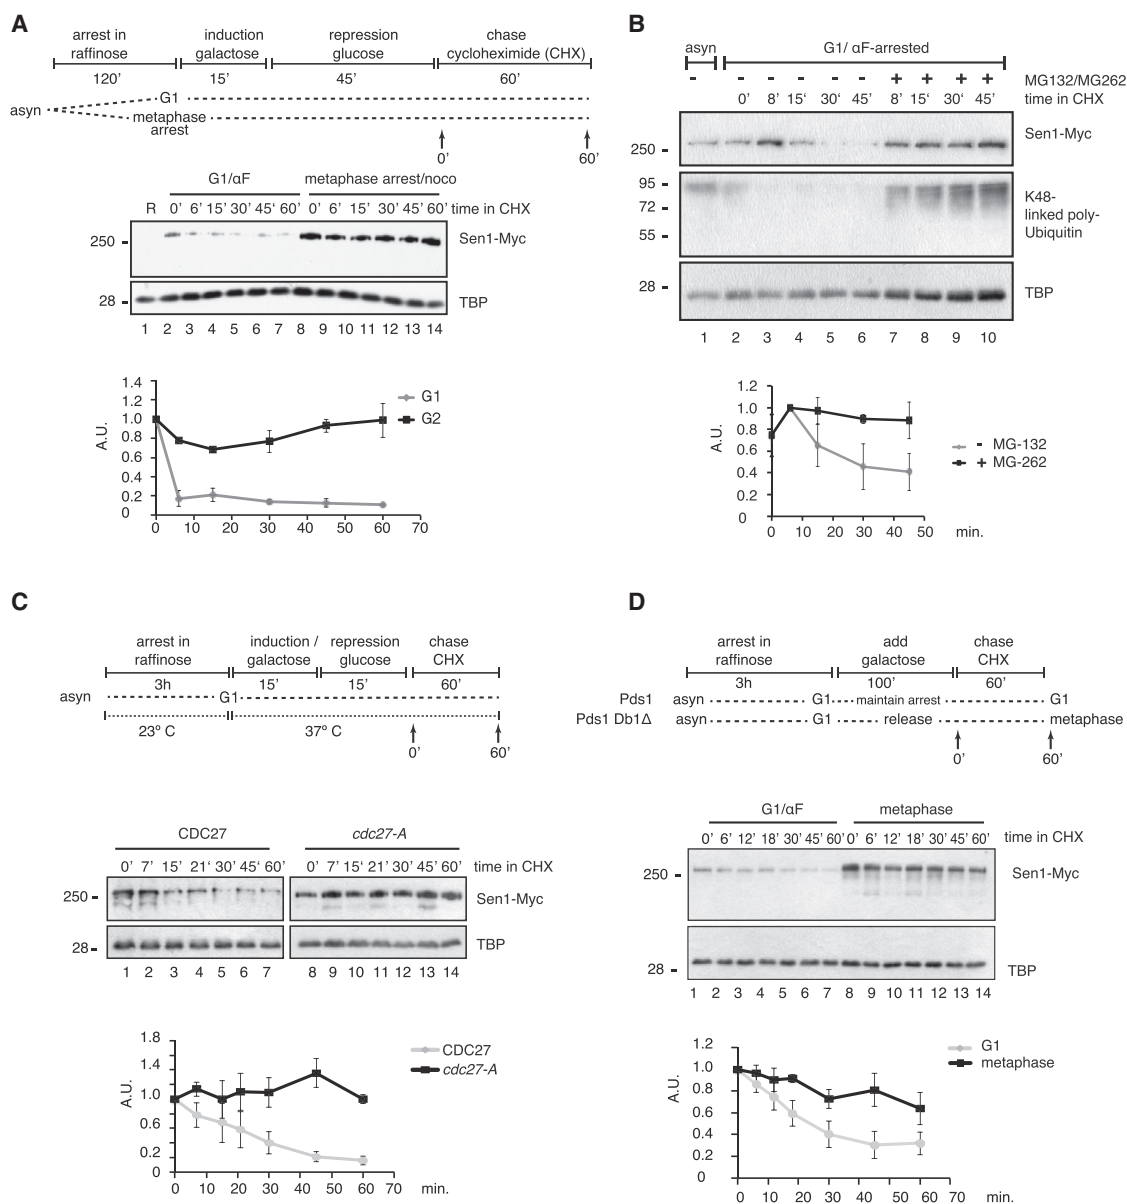 A
arrest in raffinose
induction galactose
repression glucose
chase cycloheximide (CHX)
120’ 15’ 45’ 60’
asyn
G1
metaphase arrest
0’ 60’
G1/αF metaphase arrest/noco
R 0’ 6’ 15’ 30’ 45‘ 60’ 0’ 6’ 15’ 30’ 45’ 60’ time in CHX
250
Sen1-Myc
28
TBP
1 2 3 4 5 6 7 8 9 10 11 12 13 14
1.4
1.2
1.0
0.8
0.6
0.4
0.2
0
A.U.
G1
G2
0 10 20 30 40 50 60 70
B
asyn G1/ αF-arrested
- - - - - - + + + + MG132/MG262
0’ 8’ 15‘ 30‘ 45‘ 8’ 15‘ 30‘ 45’ time in CHX
250
Sen1-Myc
95
72
55
K48-
linked poly-
Ubiquitin
28
TBP
1 2 3 4 5 6 7 8 9 10
1.2
1.0
0.8
0.6
0.4
0.2
0
A.U.
- MG-132
+ MG-262
0 10 20 30 40 50 min.
C
arrest in raffinose
induction / galactose
repression glucose
chase CHX
3h 15’ 15’ 60’
asyn G1
23º C 37º C
0’ 60’
CDC27 cdc27-A
0’ 7’ 15’ 21‘ 30’ 45‘ 60’ 0’ 7’ 15‘ 21’ 30’ 45’ 60’ time in CHX
250
Sen1-Myc
28
TBP
1 2 3 4 5 6 7 8 9 10 11 12 13 14
1.8
1.4
1.0
0.6
0.2
0
A.U.
CDC27
cdc27-A
0 10 20 30 40 50 60 70 min.
D
arrest in raffinose
add galactose
chase CHX
3h 100’ 60’
Pds1 asyn G1 maintain arrest G1
Pds1 Db1Δ asyn G1 release metaphase
0’ 60’
G1/αF metaphase
0’ 6’ 12’ 18’ 30’ 45’ 60’ 0’ 6’ 12’ 18’ 30’ 45’ 60’ time in CHX
250
Sen1-Myc
28
TBP
1 2 3 4 5 6 7 8 9 10 11 12 13 14
1.2
1.0
0.8
0.6
0.4
0.2
0
A.U.
G1
metaphase
0 10 20 30 40 50 60 70 min.